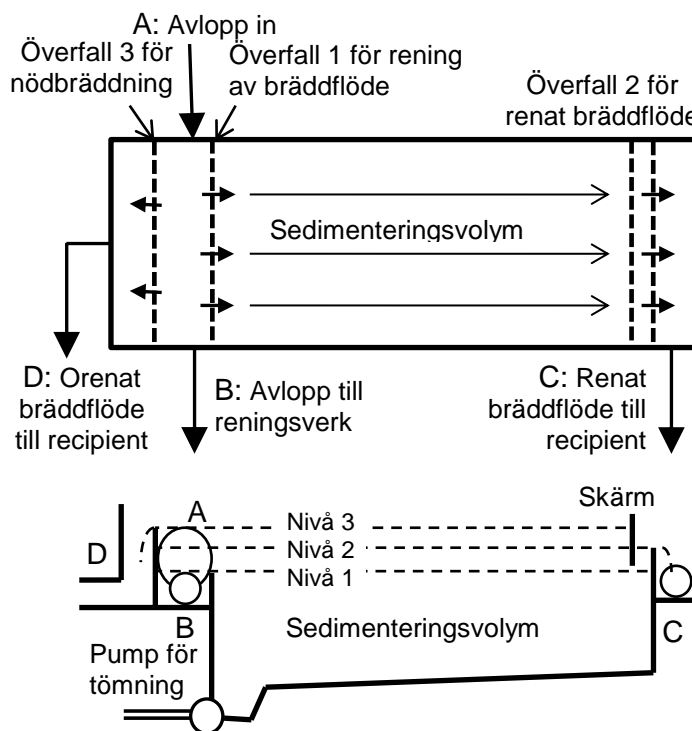 A: Avlopp in
Överfall 3 för
nödbräddning
Överfall 1 för rening
av bräddflöde
Överfall 2 för
renat bräddflöde
Sedimenteringsvolym
D: Orenat
bräddflöde
till recipient
B: Avlopp till
reningsverk
C: Renat
bräddflöde till
recipient
Skärm
A
Nivå 3
D
Nivå 2
Nivå 1
B
Sedimenteringsvolym
C
Pump för
tömning